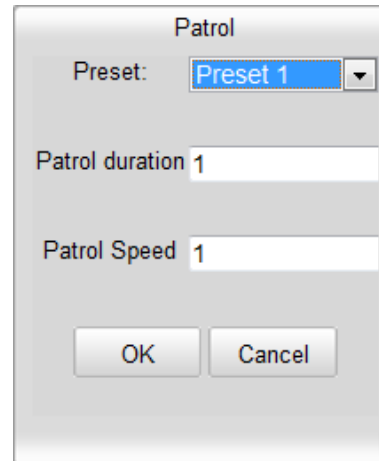 Patrol
Preset: Preset 1
Patrol duration 1
Patrol Speed 1
OK Cancel